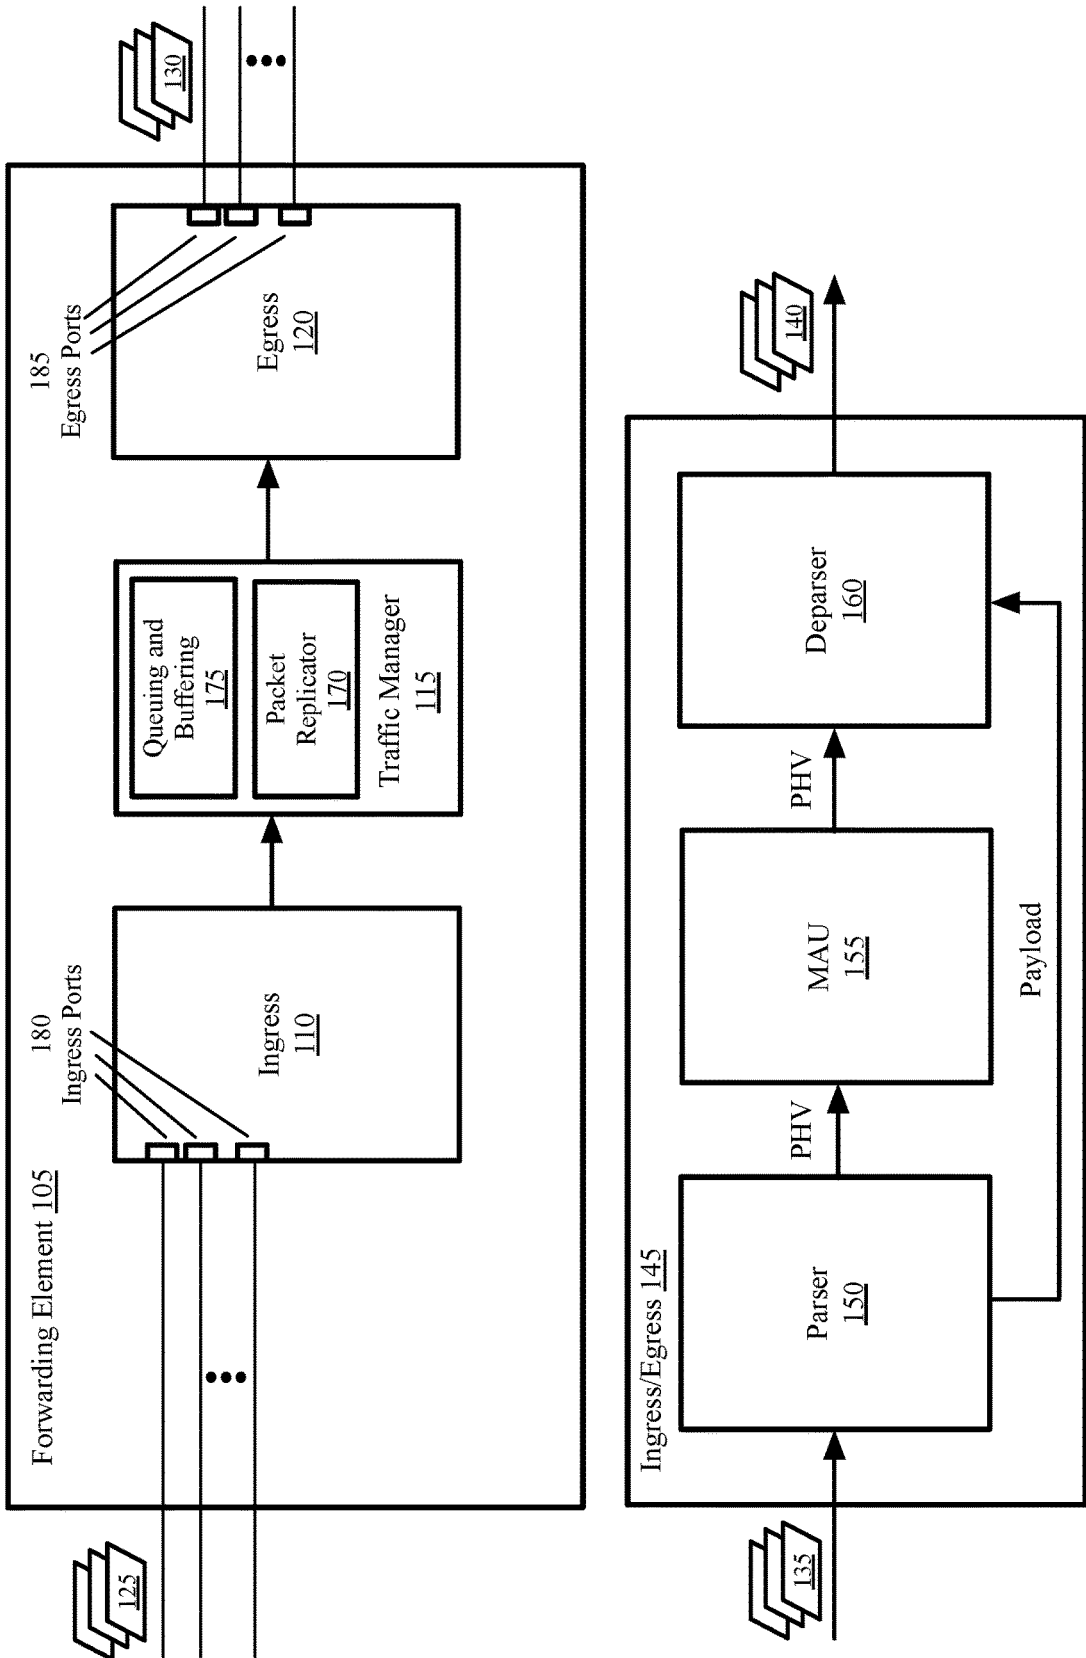 Forwarding Element 105
180
Ingress Ports
185
Egress Ports
125
Ingress
110
Queuing and
Buffering
175
Packet
Replicator
170
Traffic Manager
115
Egress
120
130
Ingress/Egress 145
135
Parser
150
PHV
MAU
155
PHV
Deparser
160
140
Payload